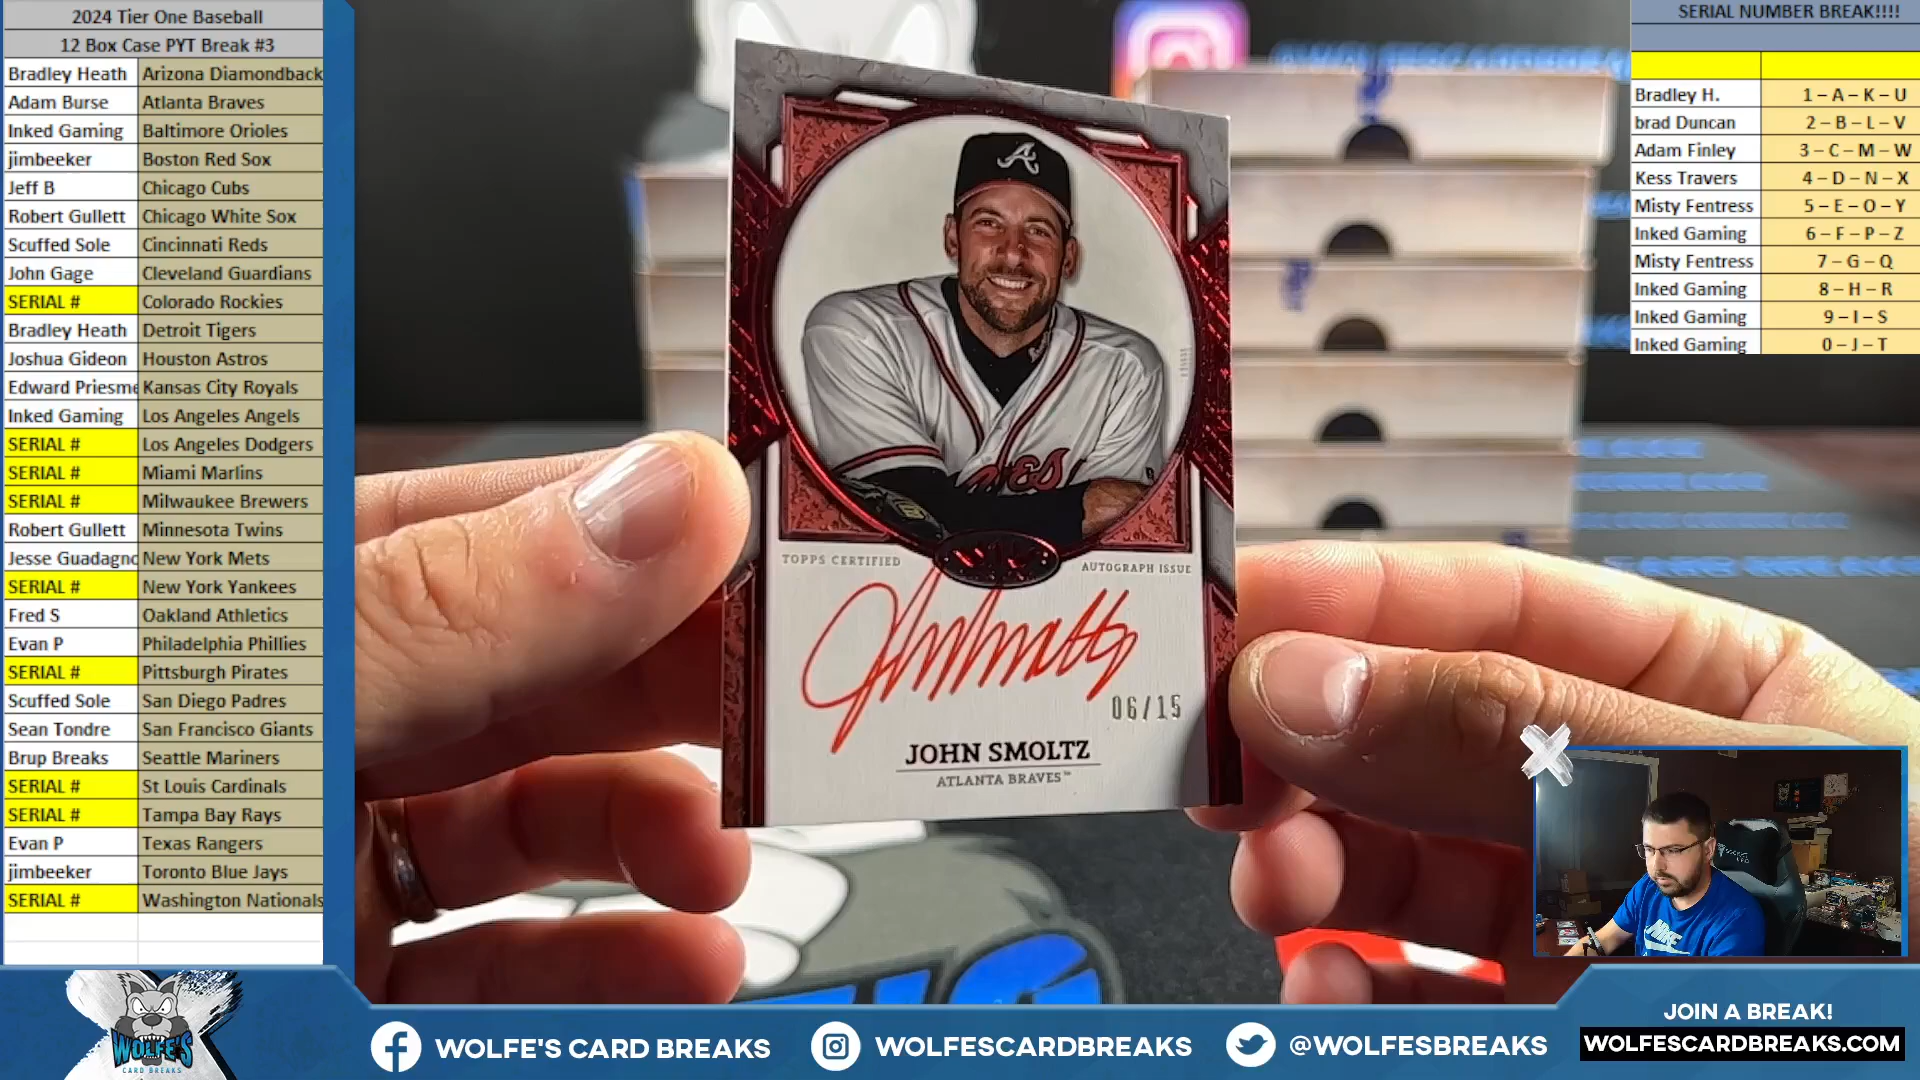 2024 Tier One Baseball
12 Box Case PYT Break #3
Bradley Heath Arizona Diamondback
Adam Burse Atlanta Braves
Inked Gaming Baltimore Orioles
jimbeeker Boston Red Sox
Jeff B Chicago Cubs
Robert Gullett Chicago White Sox
Scuffed Sole Cincinnati Reds
John Gage Cleveland Guardians
SERIAL # Colorado Rockies
Bradley Heath Detroit Tigers
Joshua Gideon Houston Astros
Edward Priesme Kansas City Royals
Inked Gaming Los Angeles Angels
SERIAL # Los Angeles Dodgers
SERIAL # Miami Marlins
SERIAL # Milwaukee Brewers
Robert Gullett Minnesota Twins
Jesse Guadagno New York Mets
SERIAL # New York Yankees
Fred S Oakland Athletics
Evan P Philadelphia Phillies
SERIAL # Pittsburgh Pirates
Scuffed Sole San Diego Padres
Sean Tondre San Francisco Giants
Brup Breaks Seattle Mariners
SERIAL # St Louis Cardinals
SERIAL # Tampa Bay Rays
Evan P Texas Rangers
jimbeeker Toronto Blue Jays
SERIAL # Washington Nationals
A
TOPPS CERTIFIED
AUTOGRAPH ISSUE
John Smoltz
06/15
JOHN SMOLTZ
ATLANTA BRAVES™
SERIAL NUMBER BREAK!!!!
Bradley H. 1 – A – K – U
brad Duncan 2 – B – L – V
Adam Finley 3 – C – M – W
Kess Travers 4 – D – N – X
Misty Fentress 5 – E – O – Y
Inked Gaming 6 – F – P – Z
Misty Fentress 7 – G – Q
Inked Gaming 8 – H – R
Inked Gaming 9 – I – S
Inked Gaming 0 – J – T
WOLFE'S
CARD BREAKS
WOLFE'S CARD BREAKS
WOLFESCARDBREAKS
@WOLFESBREAKS
JOIN A BREAK!
WOLFESCARDBREAKS.COM